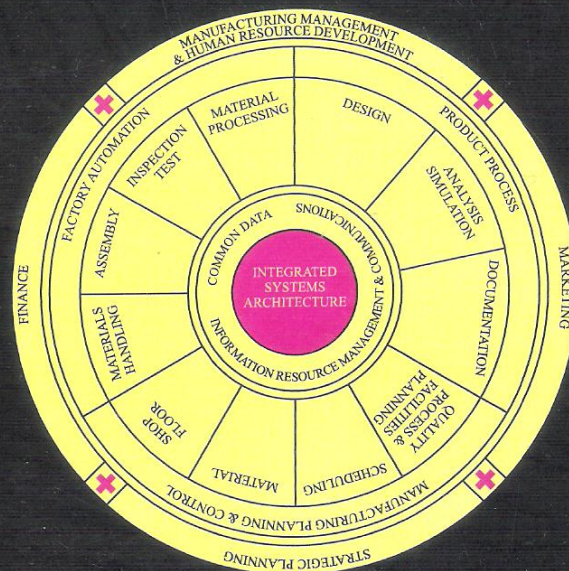 MANUFACTURING MANAGEMENT
& HUMAN RESOURCE DEVELOPMENT
MARKETING
STRATEGIC PLANNING
FINANCE
FACTORY AUTOMATION
PRODUCT PROCESS
MANUFACTURING PLANNING & CONTROL
DESIGN
ANALYSIS
SIMULATION
DOCUMENTATION
QUALITY
PROCESS &
FACILITIES
PLANNING
SCHEDULING
MATERIAL
SHOP
FLOOR
MATERIALS
HANDLING
ASSEMBLY
INSPECTION
TEST
MATERIAL
PROCESSING
COMMON DATA
COMMUNICATIONS
INFORMATION RESOURCE MANAGEMENT &
INTEGRATED
SYSTEMS
ARCHITECTURE